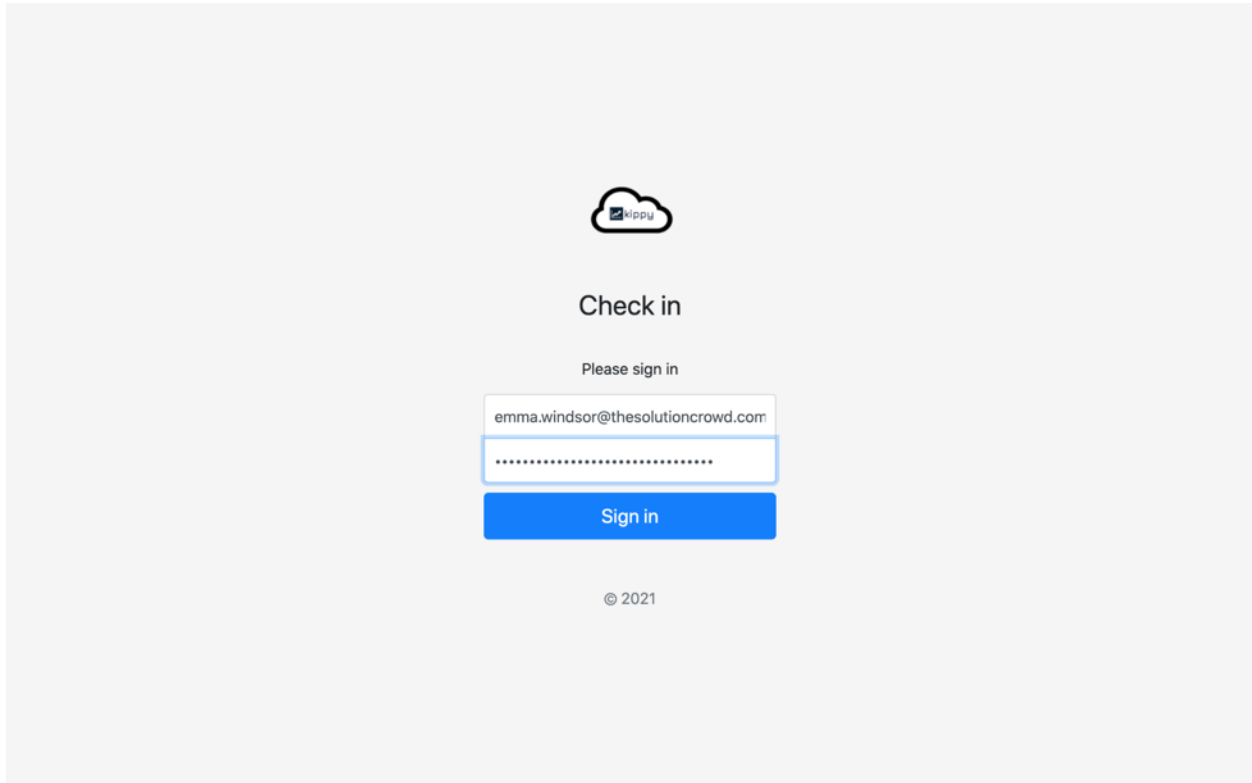 kippy
Check in
Please sign in
emma.windsor@thesolutioncrowd.com
••••••••••••••••••••••••••••••••
Sign in
© 2021